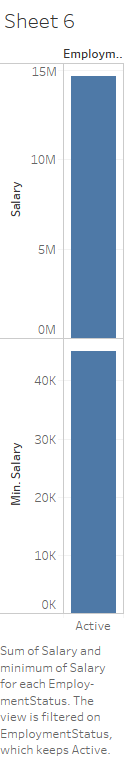 Sheet 6
Employm..
15M
10M
Salary
5M
0M
40K
30K
Min. Salary
20K
10K
0K
Active
Sum of Salary and
minimum of Salary
for each Employ-
mentStatus. The
view is filtered on
EmploymentStatus,
which keeps Active.